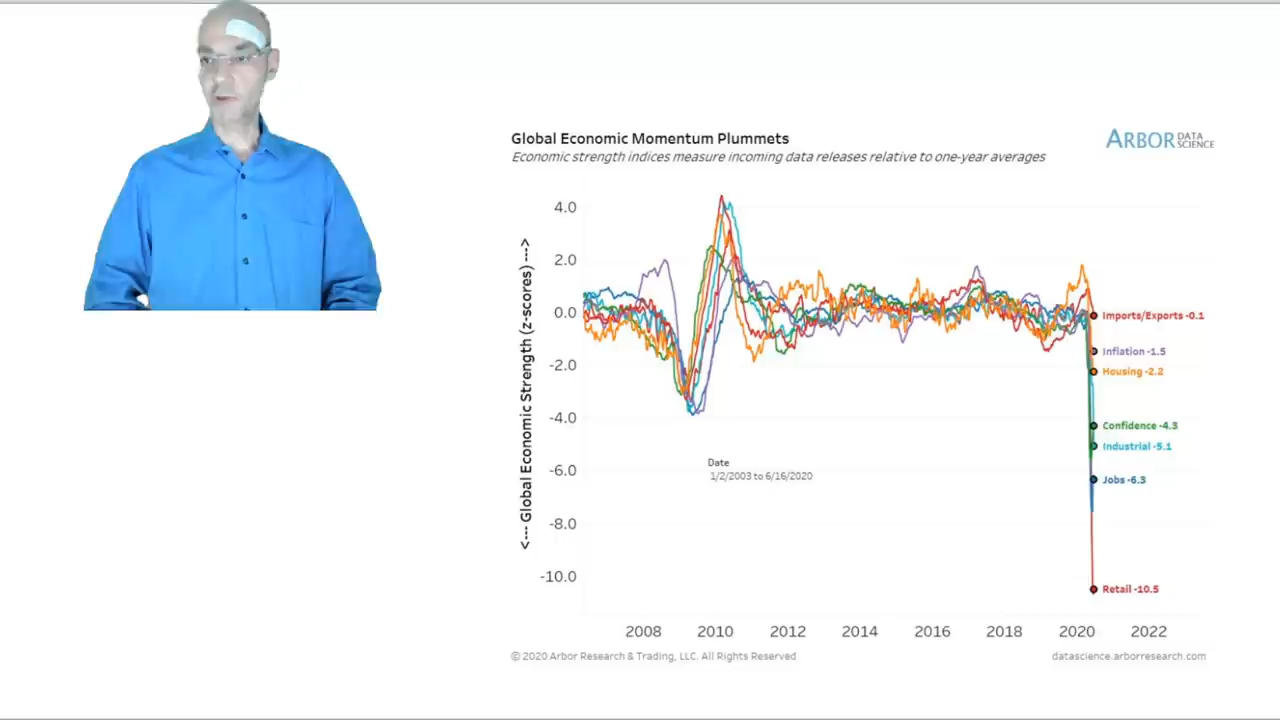 Global Economic Momentum Plummets
Economic strength indices measure incoming data releases relative to one-year averages
ARBOR DATA SCIENCE
<--- Global Economic Strength (z-scores) --->
4.0
2.0
0.0
-2.0
-4.0
-6.0
-8.0
-10.0
Imports/Exports -0.1
Inflation -1.5
Housing -2.2
Confidence -4.3
Industrial -5.1
Jobs -6.3
Retail -10.5
Date
1/2/2003 to 6/16/2020
2008 2010 2012 2014 2016 2018 2020 2022
© 2020 Arbor Research & Trading, LLC. All Rights Reserved
datascience.arborresearch.com